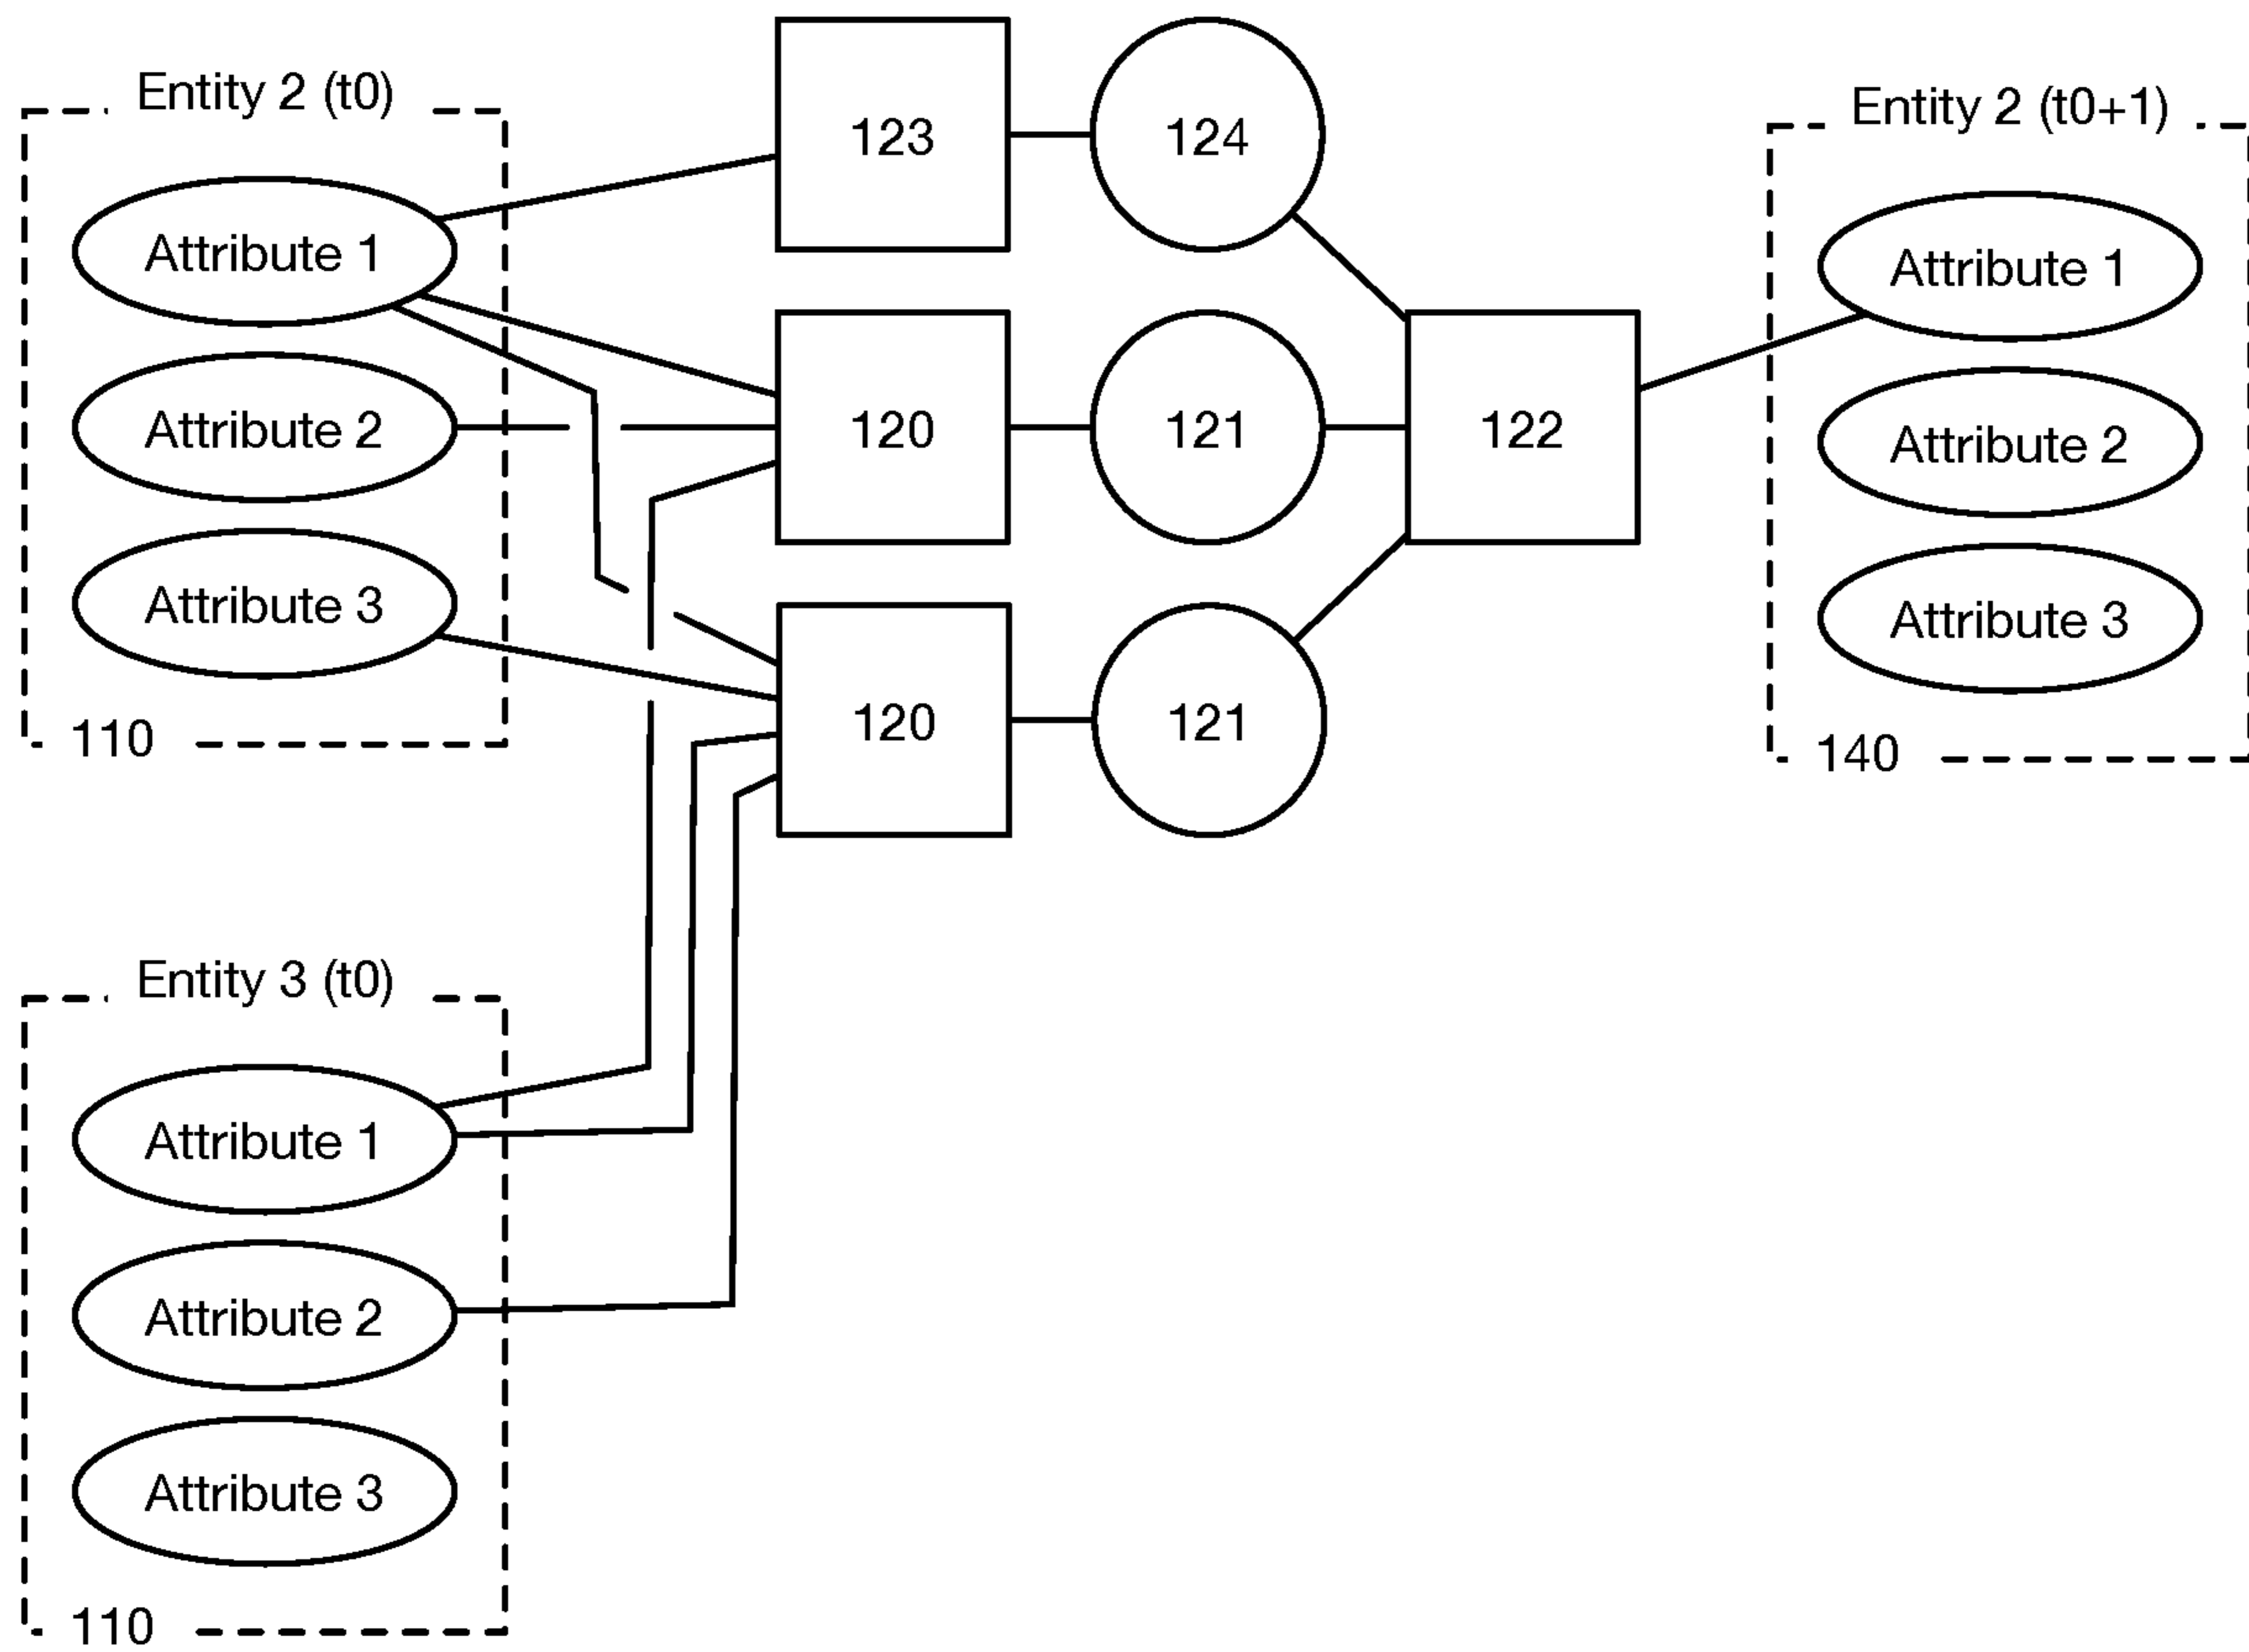 Entity 2 (t0)
Attribute 1
Attribute 2
Attribute 3
110
123
124
120
121
122
120
121
Entity 2 (t0+1)
Attribute 1
Attribute 2
Attribute 3
140
Entity 3 (t0)
Attribute 1
Attribute 2
Attribute 3
110